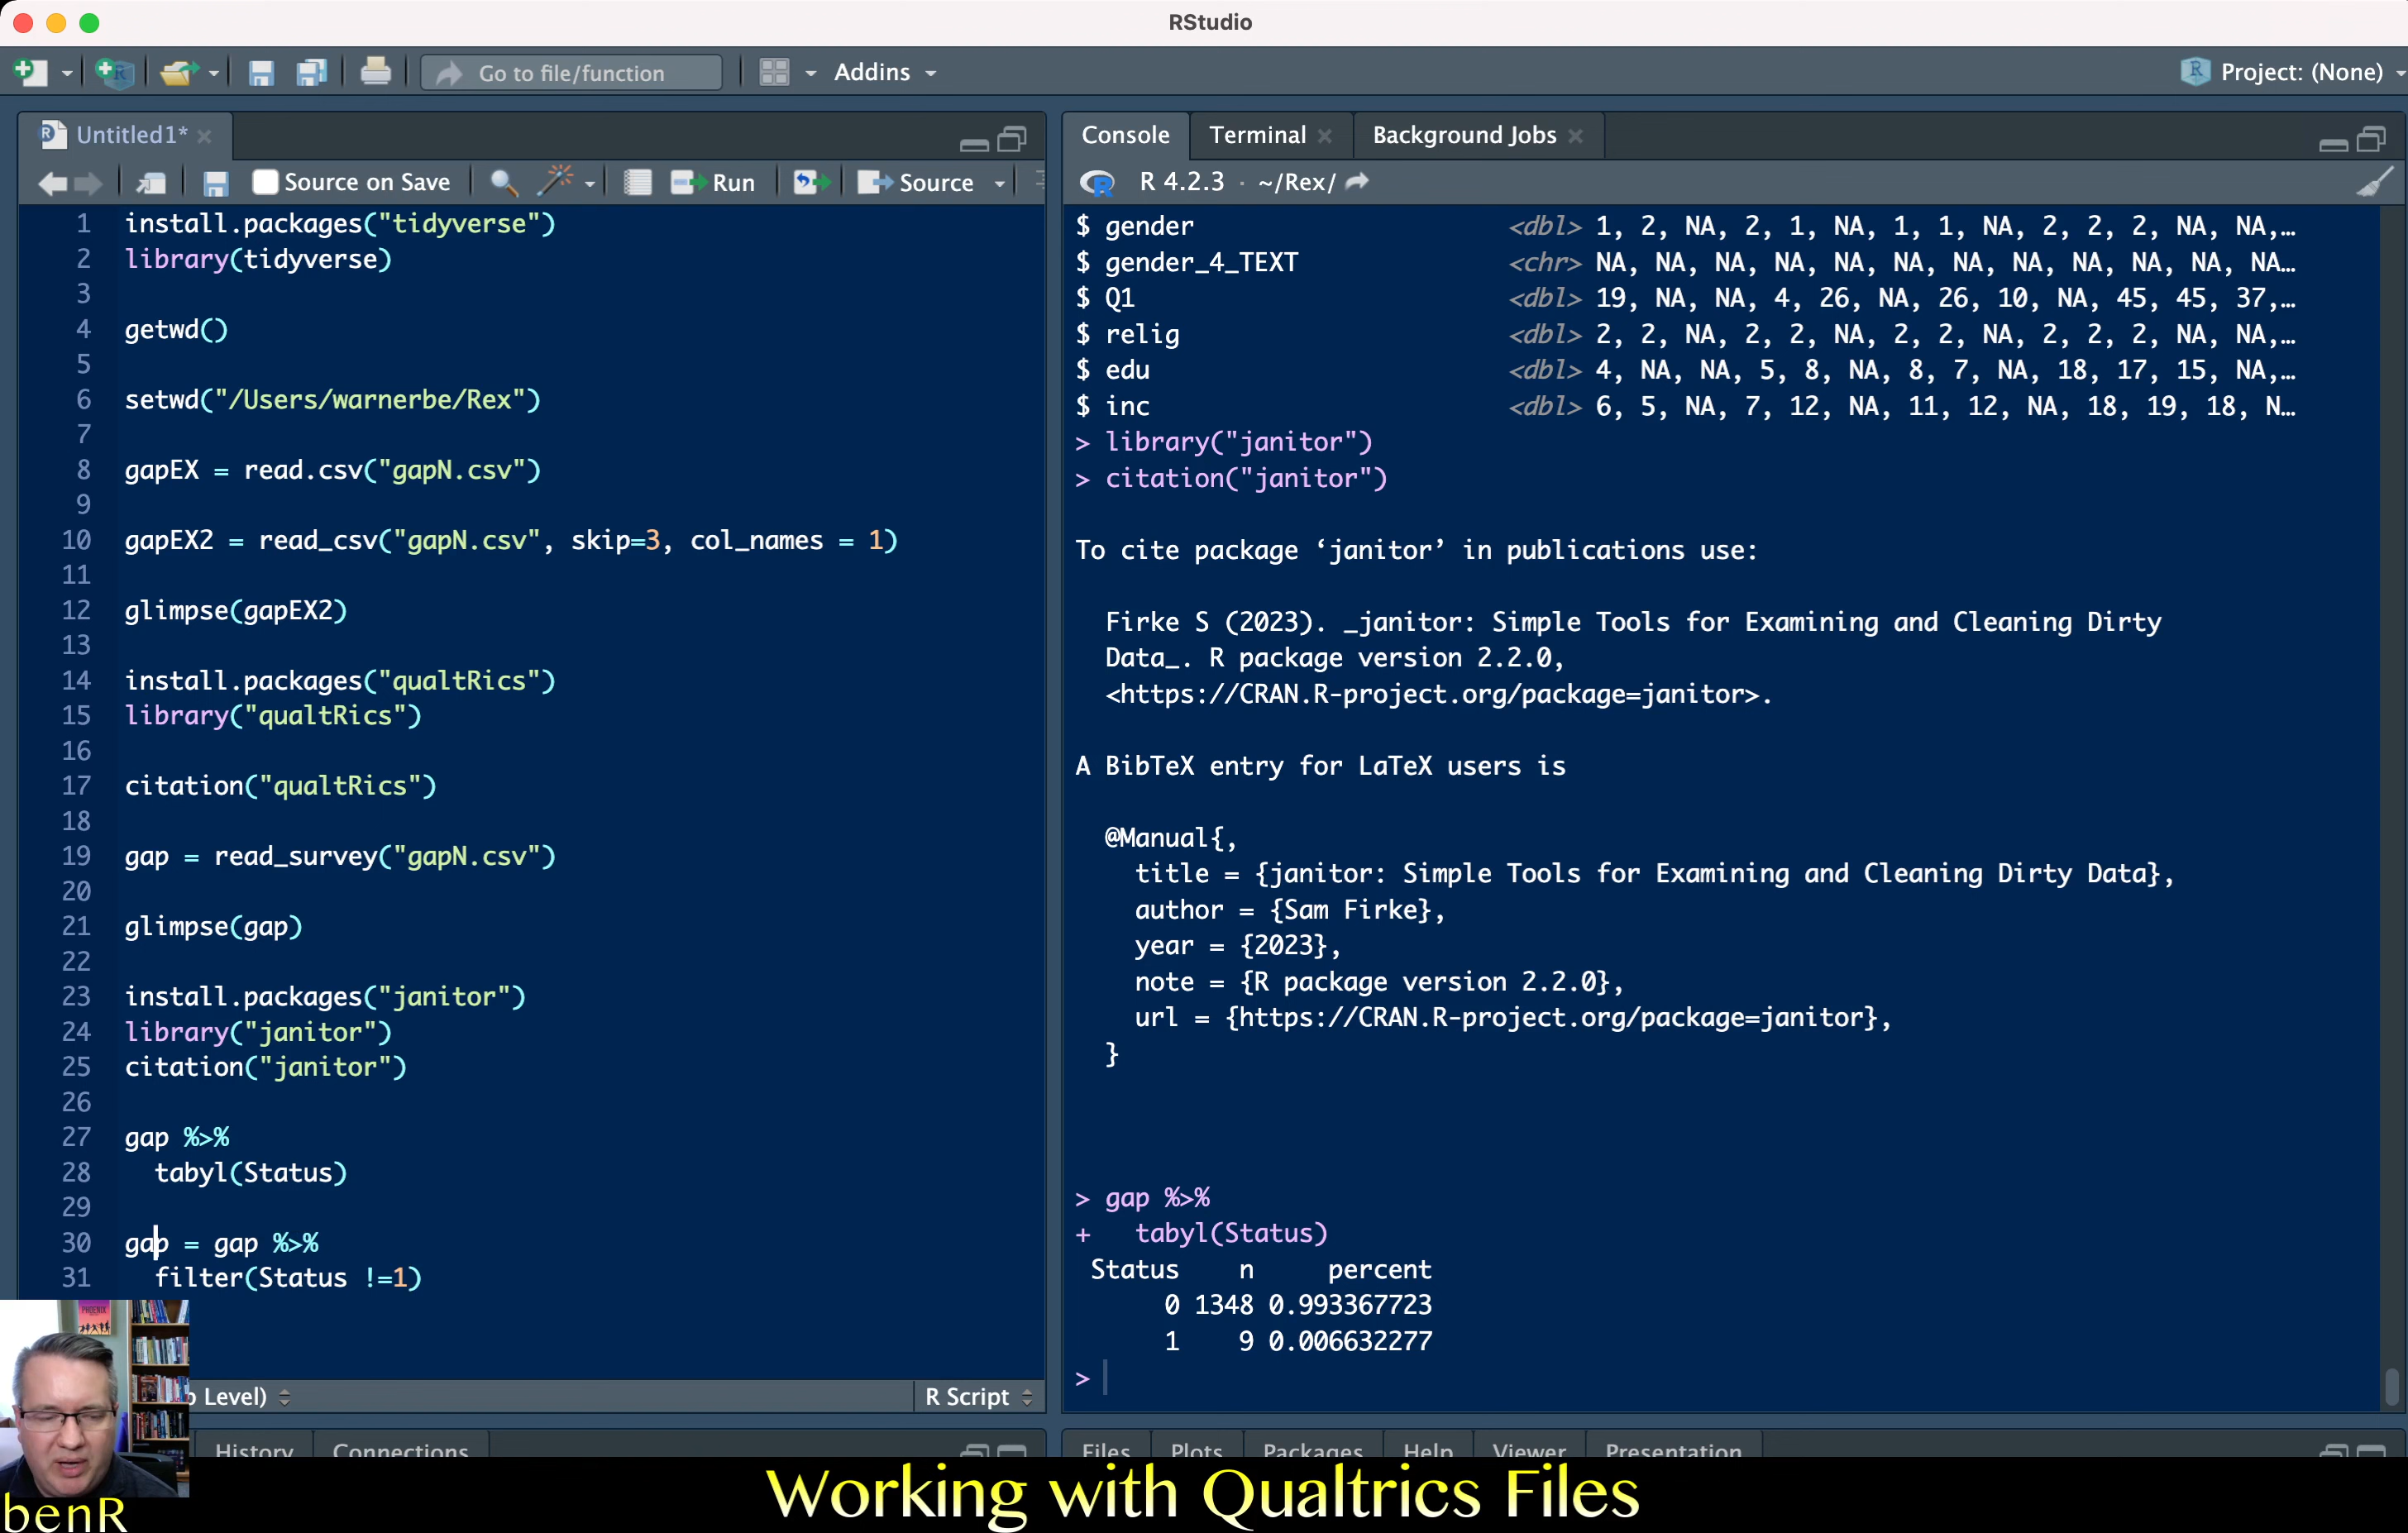 RStudio
Go to file/function
Addins
Project: (None)
Untitled1*
Source on Save
Run
Source
1 install.packages("tidyverse")
2 library(tidyverse)
3
4 getwd()
5
6 setwd("/Users/warnerbe/Rex")
7
8 gapEX = read.csv("gapN.csv")
9
10 gapEX2 = read_csv("gapN.csv", skip=3, col_names = 1)
11
12 glimpse(gapEX2)
13
14 install.packages("qualtRics")
15 library("qualtRics")
16
17 citation("qualtRics")
18
19 gap = read_survey("gapN.csv")
20
21 glimpse(gap)
22
23 install.packages("janitor")
24 library("janitor")
25 citation("janitor")
26
27 gap %>%
28 tabyl(Status)
29
30 gap = gap %>%
31 filter(Status !=1)
Level)
R Script
History
Connections
Console
Terminal
Background Jobs
R 4.2.3 · ~/Rex/
$ gender <dbl> 1, 2, NA, 2, 1, NA, 1, 1, NA, 2, 2, 2, NA, NA,…
$ gender_4_TEXT <chr> NA, NA, NA, NA, NA, NA, NA, NA, NA, NA, NA, NA…
$ Q1 <dbl> 19, NA, NA, 4, 26, NA, 26, 10, NA, 45, 45, 37,…
$ relig <dbl> 2, 2, NA, 2, 2, NA, 2, 2, NA, 2, 2, 2, NA, NA,…
$ edu <dbl> 4, NA, NA, 5, 8, NA, 8, 7, NA, 18, 17, 15, NA,…
$ inc <dbl> 6, 5, NA, 7, 12, NA, 11, 12, NA, 18, 19, 18, N…
> library("janitor")
> citation("janitor")
To cite package ‘janitor’ in publications use:
Firke S (2023). _janitor: Simple Tools for Examining and Cleaning Dirty
Data_. R package version 2.2.0,
<https://CRAN.R-project.org/package=janitor>.
A BibTeX entry for LaTeX users is
@Manual{,
title = {janitor: Simple Tools for Examining and Cleaning Dirty Data},
author = {Sam Firke},
year = {2023},
note = {R package version 2.2.0},
url = {https://CRAN.R-project.org/package=janitor},
}
> gap %>%
+ tabyl(Status)
Status n percent
0 1348 0.993367723
1 9 0.006632277
>
Files
Plots
Packages
Help
Viewer
Presentation
PHOENIX
benR
Working with Qualtrics Files